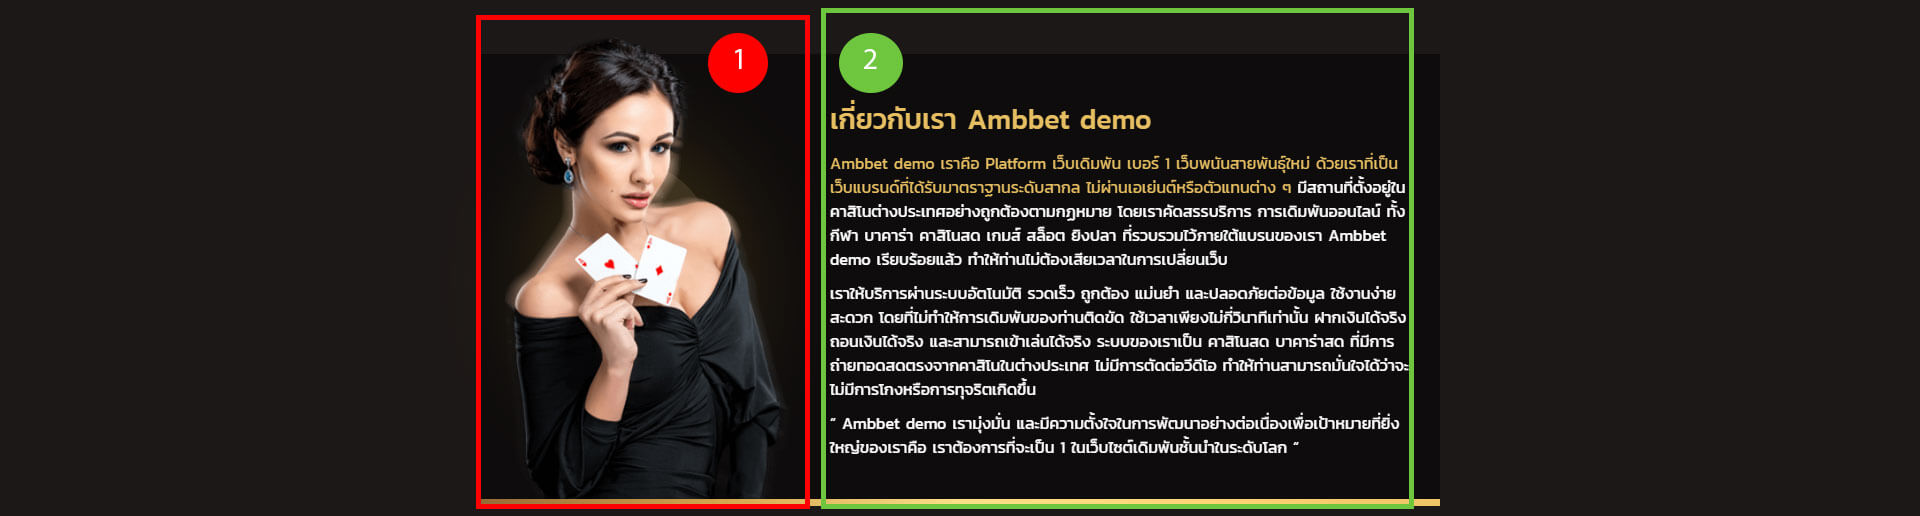 1
2
เกี่ยวกับเรา Ambbet demo
Ambbet demo เราคือ Platform เว็บเดิมพัน เบอร์ 1 เว็บพนันสายพันธุ์ใหม่ ด้วยเราที่เป็น
เว็บแบรนด์ที่ได้รับมาตราฐานระดับสากล ไม่ผ่านเอเย่นต์หรือตัวแทนต่าง ๆ มีสถานที่ตั้งอยู่ใน
คาสิโนต่างประเทศอย่างถูกต้องตามกฎหมาย โดยเราคัดสรรบริการ การเดิมพันออนไลน์ ทั้ง
กีฬา บาคาร่า คาสิโนสด เกมส์ สล็อต ยิงปลา ที่รวบรวมไว้ภายใต้แบรนของเรา Ambbet
demo เรียบร้อยแล้ว ทำให้ท่านไม่ต้องเสียเวลาในการเปลี่ยนเว็บ
เราให้บริการผ่านระบบอัตโนมัติ รวดเร็ว ถูกต้อง แม่นยำ และปลอดภัยต่อข้อมูล ใช้งานง่าย
สะดวก โดยที่ไม่ทำให้การเดิมพันของท่านติดขัด ใช้เวลาเพียงไม่กี่วินาทีเท่านั้น ฝากเงินได้จริง
ถอนเงินได้จริง และสามารถเข้าเล่นได้จริง ระบบของเราเป็น คาสิโนสด บาคาร่าสด ที่มีการ
ถ่ายทอดสดตรงจากคาสิโนในต่างประเทศ ไม่มีการตัดต่อวีดีโอ ทำให้ท่านสามารถมั่นใจได้ว่าจะ
ไม่มีการโกงหรือการทุจริตเกิดขึ้น
“ Ambbet demo เรามุ่งมั่น และมีความตั้งใจในการพัฒนาอย่างต่อเนื่องเพื่อเป้าหมายที่ยิ่ง
ใหญ่ของเราคือ เราต้องการที่จะเป็น 1 ในเว็บไซต์เดิมพันชั้นนำในระดับโลก “